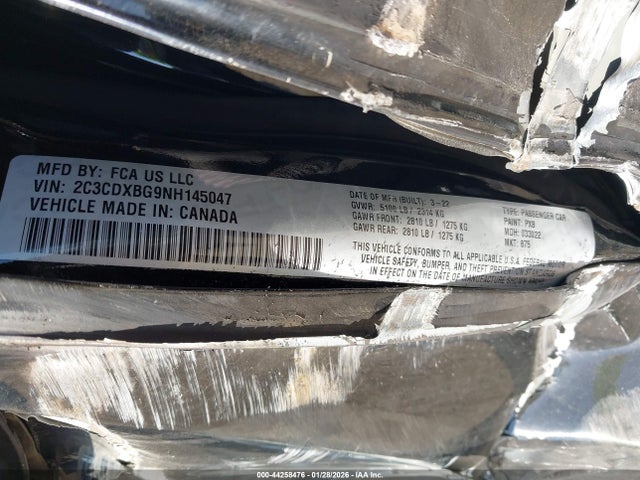 MFD BY: FCA US LLC
VIN: 2C3CDXBG9NH145047
VEHICLE MADE IN: CANADA
DATE OF MFR (BUILT): 3-22
GVWR: 5100 LB / 2314 KG
GAWR FRONT: 2810 LB / 1275 KG
GAWR REAR: 2810 LB / 1275 KG
TYPE: PASSENGER CAR
PAINT: PX8
MDH: 033022
MKT: 875
THIS VEHICLE CONFORMS TO ALL APPLICABLE U.S.A. FEDERAL
VEHICLE SAFETY, BUMPER, AND THEFT PREVENTION
IN EFFECT ON THE DATE OF MANUFACTURE SHOWN
000-44258476 - 01/28/2026 - IAA Inc.